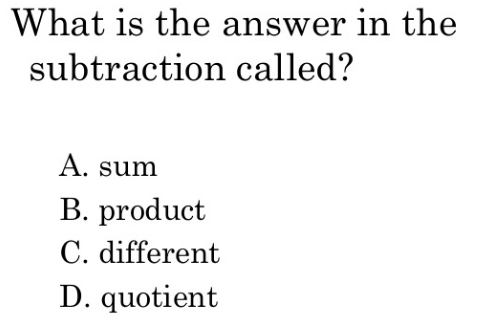 What is the answer in the
subtraction called?
A. sum
B. product
C. different
D. quotient